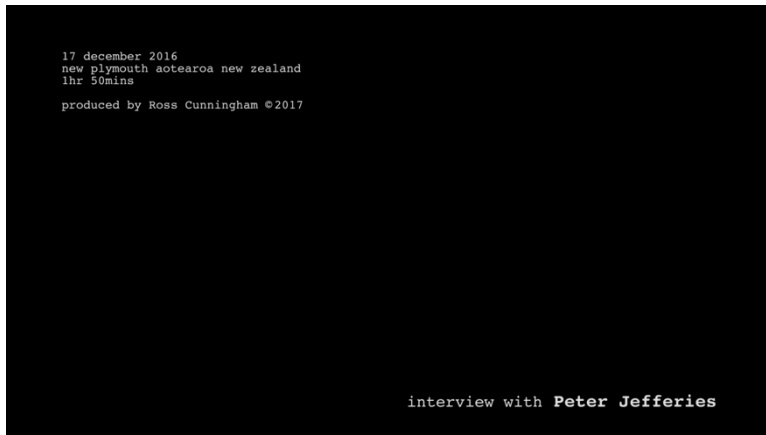 17 december 2016
new plymouth aotearoa new zealand
1hr 50mins
produced by Ross Cunningham ©2017
interview with Peter Jefferies